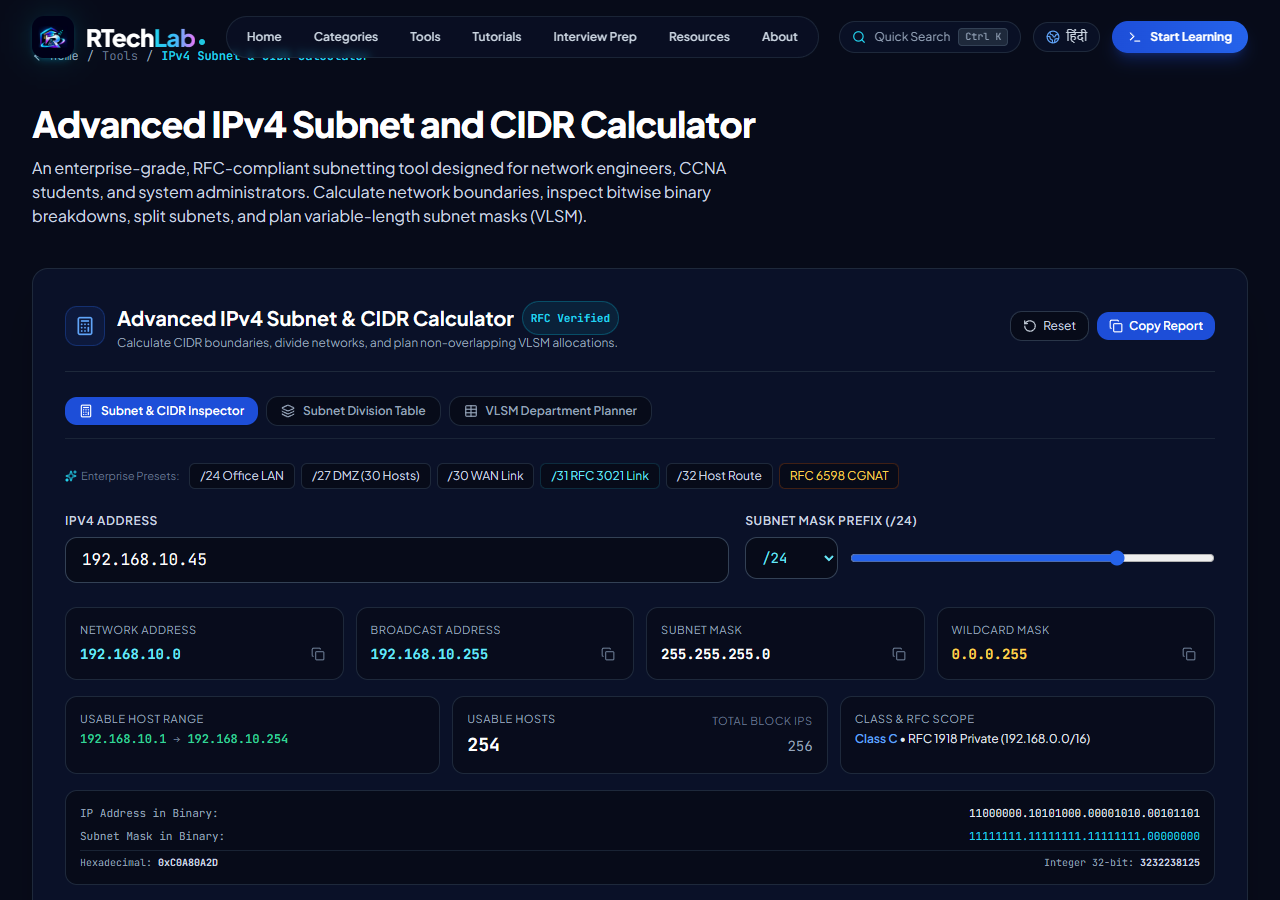 RTechLab
Home Categories Tools Tutorials Interview Prep Resources About
Quick Search Ctrl K
हिंदी
Start Learning
Home / Tools / IPv4 Subnet & CIDR Calculator
Advanced IPv4 Subnet and CIDR Calculator
An enterprise-grade, RFC-compliant subnetting tool designed for network engineers, CCNA
students, and system administrators. Calculate network boundaries, inspect bitwise binary
breakdowns, split subnets, and plan variable-length subnet masks (VLSM).
Advanced IPv4 Subnet & CIDR Calculator RFC Verified
Calculate CIDR boundaries, divide networks, and plan non-overlapping VLSM allocations.
Reset Copy Report
Subnet & CIDR Inspector Subnet Division Table VLSM Department Planner
Enterprise Presets: /24 Office LAN /27 DMZ (30 Hosts) /30 WAN Link /31 RFC 3021 Link /32 Host Route RFC 6598 CGNAT
IPV4 ADDRESS
192.168.10.45
SUBNET MASK PREFIX (/24)
/24
NETWORK ADDRESS
192.168.10.0
BROADCAST ADDRESS
192.168.10.255
SUBNET MASK
255.255.255.0
WILDCARD MASK
0.0.0.255
USABLE HOST RANGE
192.168.10.1 → 192.168.10.254
USABLE HOSTS
254
TOTAL BLOCK IPS
256
CLASS & RFC SCOPE
Class C • RFC 1918 Private (192.168.0.0/16)
IP Address in Binary: 11000000.10101000.00001010.00101101
Subnet Mask in Binary: 11111111.11111111.11111111.00000000
Hexadecimal: 0xC0A80A2D Integer 32-bit: 3232238125